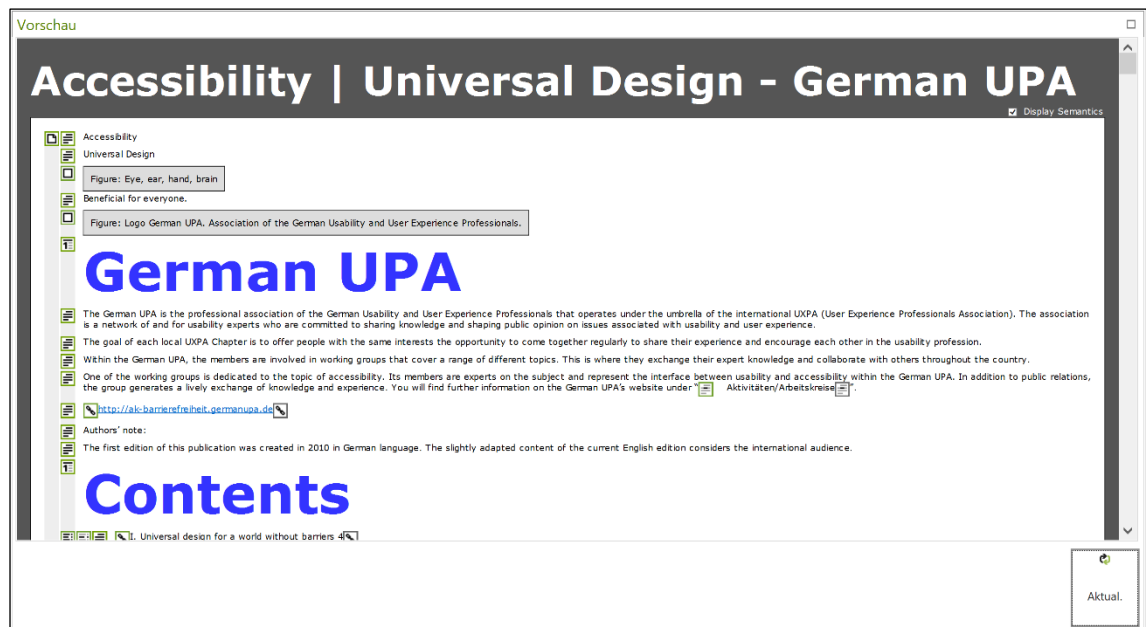 Vorschau
Accessibility | Universal Design - German UPA
Display Semantics
Accessibility
Universal Design
Figure: Eye, ear, hand, brain
Beneficial for everyone.
Figure: Logo German UPA. Association of the German Usability and User Experience Professionals.
German UPA
The German UPA is the professional association of the German Usability and User Experience Professionals that operates under the umbrella of the international UXPA (User Experience Professionals Association). The association
is a network of and for usability experts who are committed to sharing knowledge and shaping public opinion on issues associated with usability and user experience.
The goal of each local UXPA Chapter is to offer people with the same interests the opportunity to come together regularly to share their experience and encourage each other in the usability profession.
Within the German UPA, the members are involved in working groups that cover a range of different topics. This is where they exchange their expert knowledge and collaborate with others throughout the country.
One of the working groups is dedicated to the topic of accessibility. Its members are experts on the subject and represent the interface between usability and accessibility within the German UPA. In addition to public relations,
the group generates a lively exchange of knowledge and experience. You will find further information on the German UPA's website under “ Aktivitäten/Arbeitskreise ”.
http://ak-barrierefreiheit.germanupa.de
Authors' note:
The first edition of this publication was created in 2010 in German language. The slightly adapted content of the current English edition considers the international audience.
Contents
I. Universal design for a world without barriers 4
Aktual.